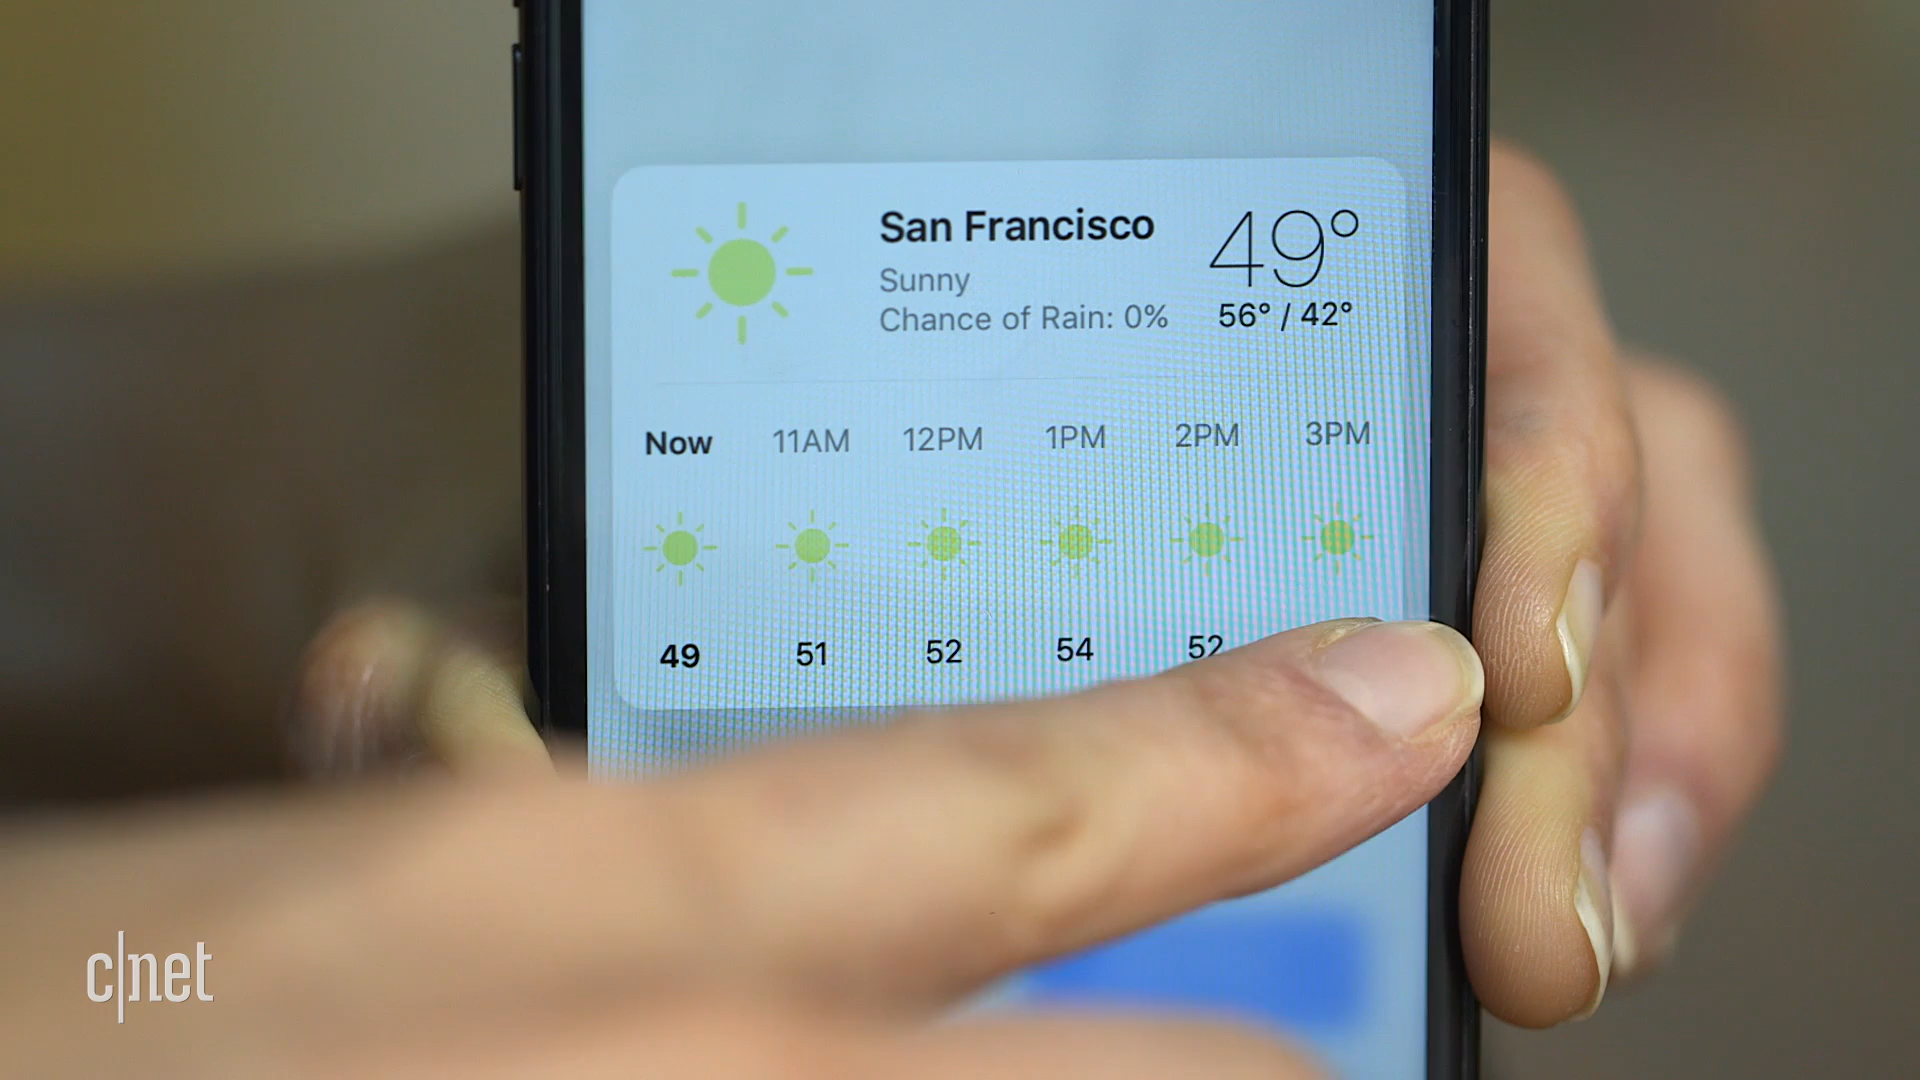 San Francisco
49°
Sunny
Chance of Rain: 0%
56° / 42°
Now 11AM 12PM 1PM 2PM 3PM
49 51 52 54 52
c|net